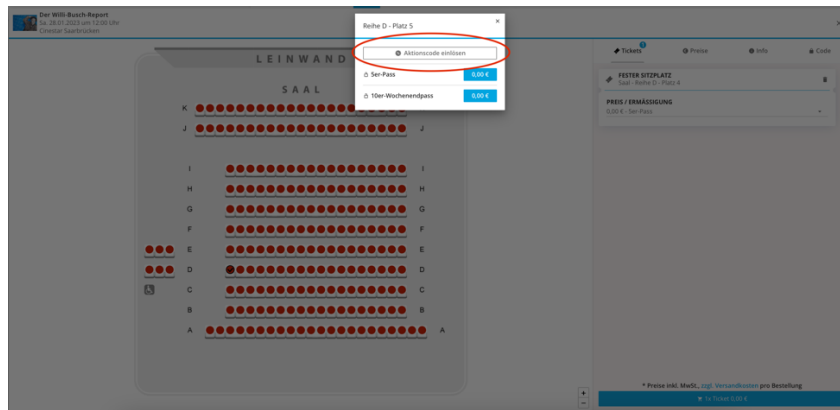 Der Willi-Busch-Report
Sa. 28.01.2023 um 12:00 Uhr
Cinestar Saarbrücken
Reihe D - Platz 5
×
Aktionscode einlösen
5er-Pass
0,00 €
10er-Wochenendpass
0,00 €
LEINWAND
SAAL
K
J J
I I
H H
G G
F F
E E
D D
C C
B B
A A
+
−
Tickets
Preise
Info
Code
FESTER SITZPLATZ
Saal - Reihe D - Platz 4
PREIS / ERMÄSSIGUNG
0,00 € - 5er-Pass
* Preise inkl. MwSt., zzgl. Versandkosten pro Bestellung
1x Ticket 0,00 €